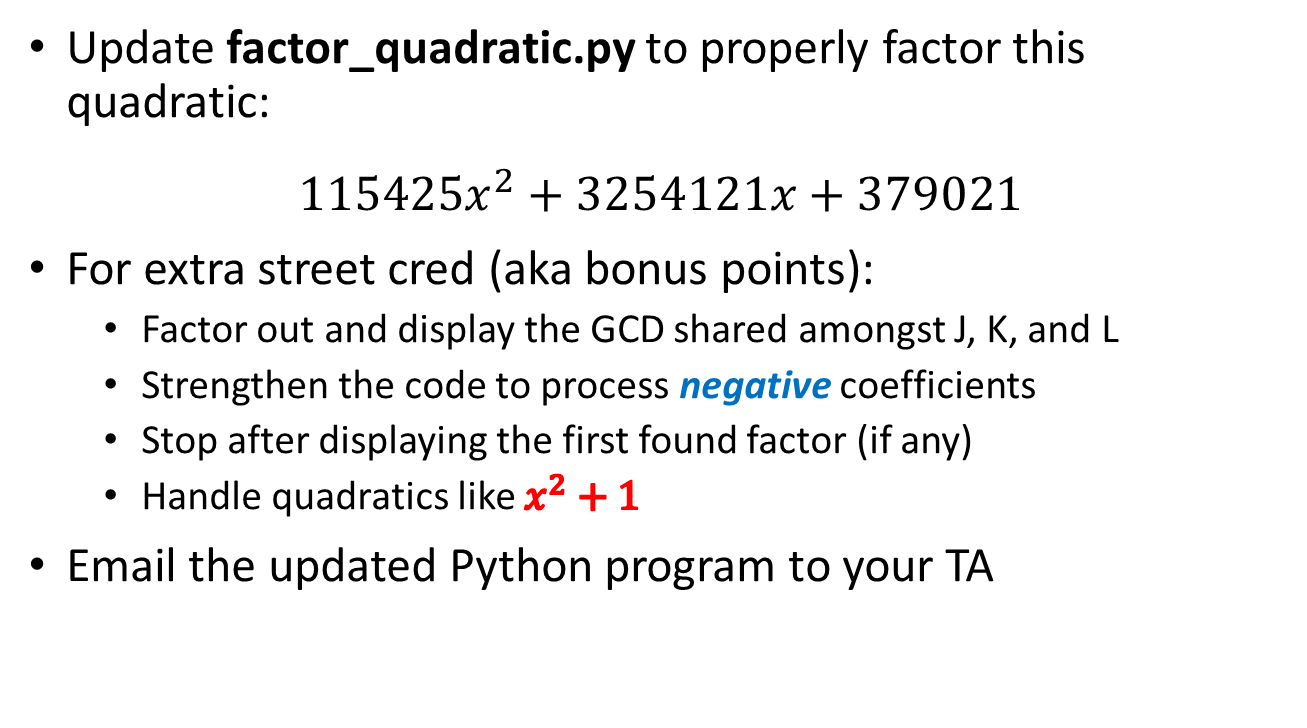 • Update factor_quadratic.py to properly factor this
quadratic:
115425x² + 3254121x + 379021
• For extra street cred (aka bonus points):
• Factor out and display the GCD shared amongst J, K, and L
• Strengthen the code to process negative coefficients
• Stop after displaying the first found factor (if any)
• Handle quadratics like x² + 1
• Email the updated Python program to your TA